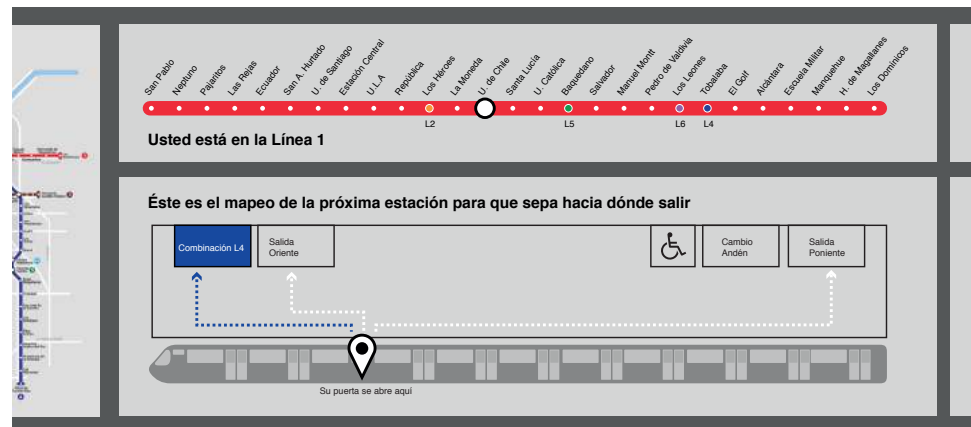 San Pablo
Neptuno
Pajaritos
Las Rejas
Ecuador
San A. Hurtado
U. de Santiago
Estación Central
U.L.A
República
Los Héroes
La Moneda
U. de Chile
Santa Lucía
U. Católica
Baquedano
Salvador
Manuel Montt
Pedro de Valdivia
Los Leones
Tobalaba
El Golf
Alcántara
Escuela Militar
Manquehue
H. de Magallanes
Los Dominicos
L2
L5
L6
L4
Usted está en la Línea 1
Éste es el mapeo de la próxima estación para que sepa hacia dónde salir
Combinación L4
Salida
Oriente
Cambio
Andén
Salida
Poniente
Su puerta se abre aquí